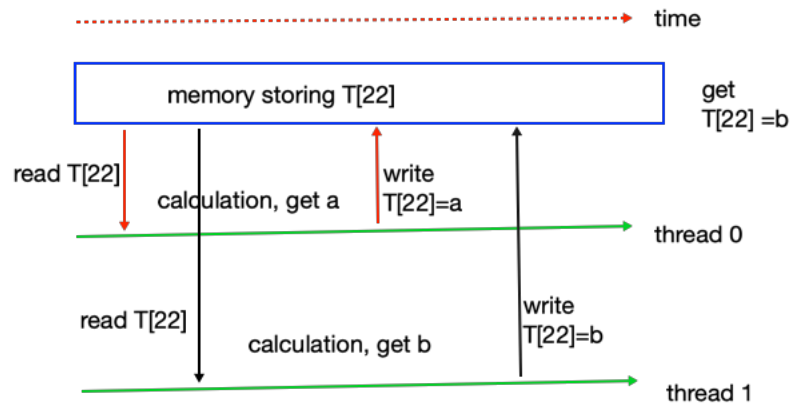 time
memory storing T[22]
get
T[22] =b
read T[22]
calculation, get a
write
T[22]=a
thread 0
read T[22]
calculation, get b
write
T[22]=b
thread 1